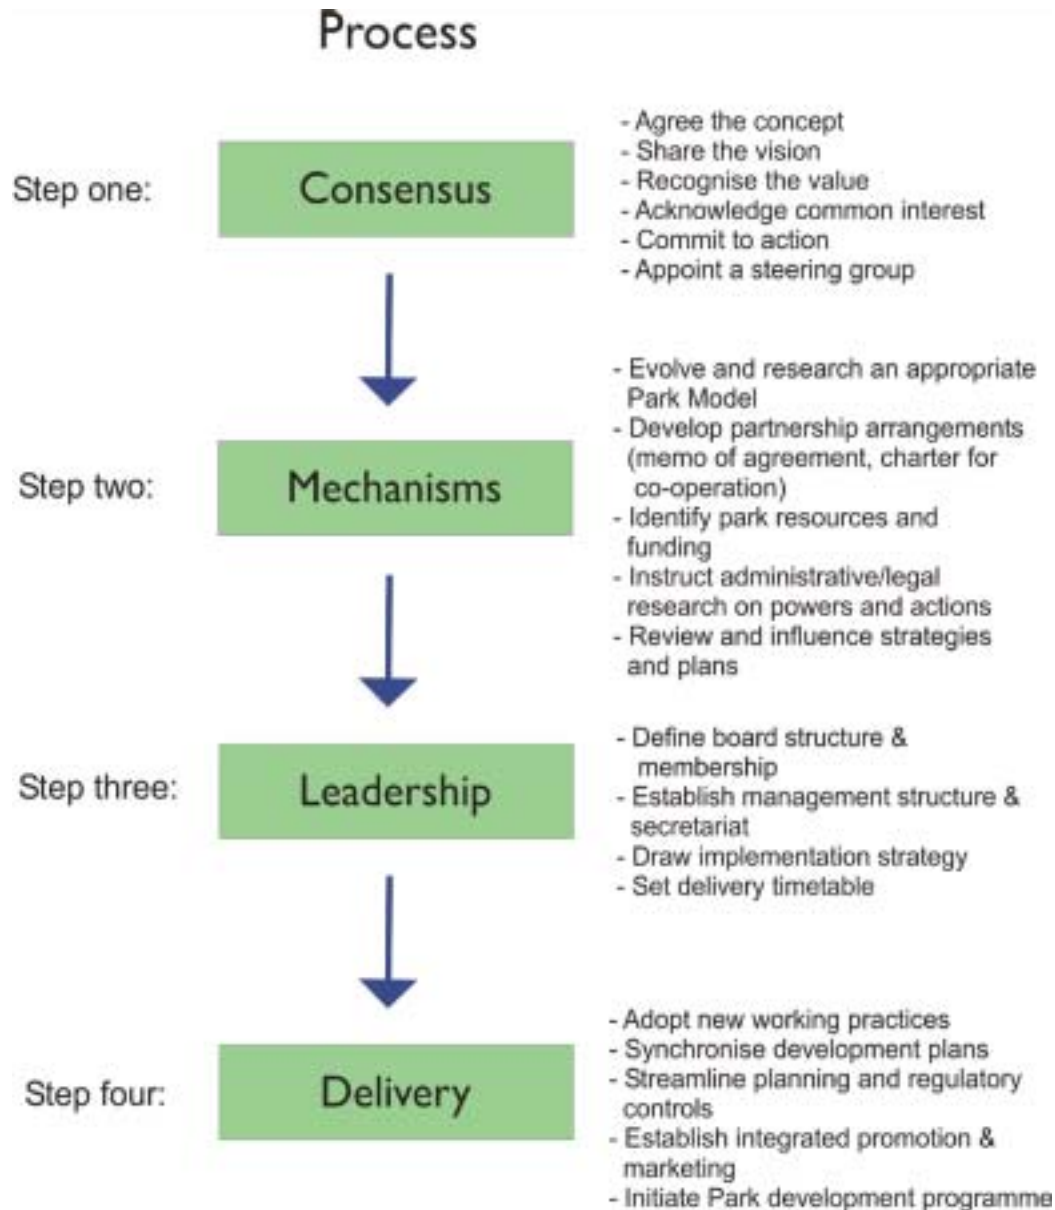 Process
Step one:
Consensus
- Agree the concept
- Share the vision
- Recognise the value
- Acknowledge common interest
- Commit to action
- Appoint a steering group
Step two:
Mechanisms
- Evolve and research an appropriate
Park Model
- Develop partnership arrangements
(memo of agreement, charter for
co-operation)
- Identify park resources and
funding
- Instruct administrative/legal
research on powers and actions
- Review and influence strategies
and plans
Step three:
Leadership
- Define board structure &
membership
- Establish management structure &
secretariat
- Draw implementation strategy
- Set delivery timetable
Step four:
Delivery
- Adopt new working practices
- Synchronise development plans
- Streamline planning and regulatory
controls
- Establish integrated promotion &
marketing
- Initiate Park development programme